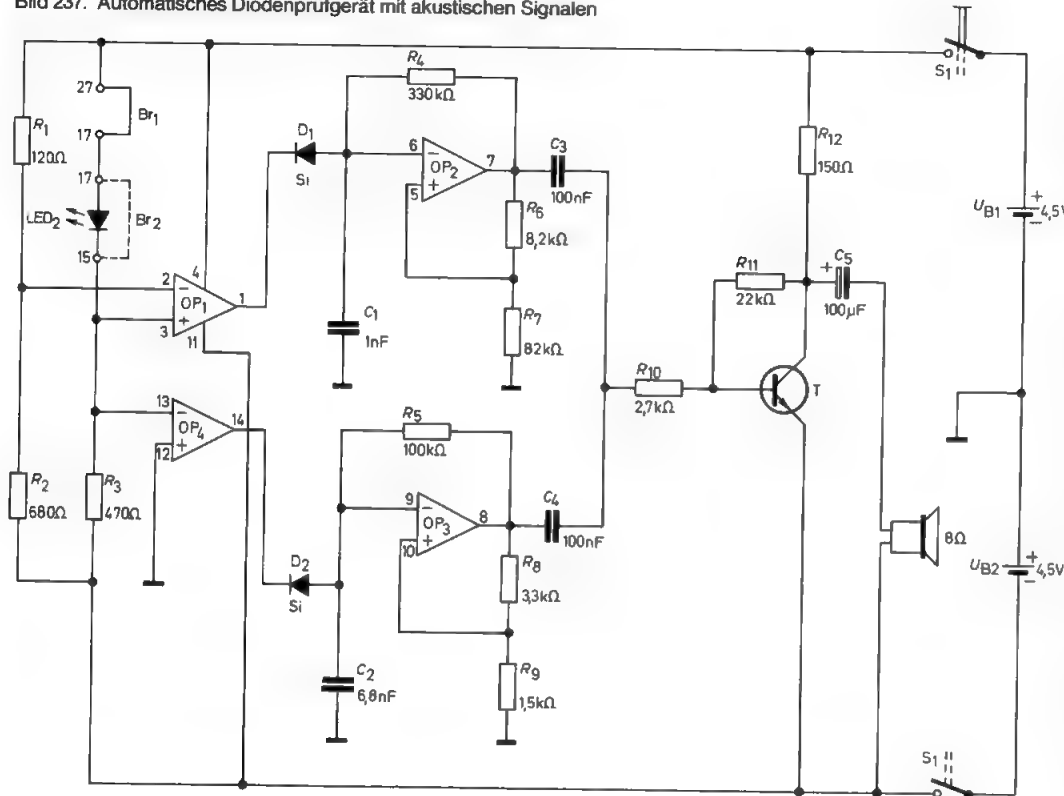 Bild 237. Automatisches Diodenprüfgerät mit akustischen Signalen
R1
120Ω
27
Br1
17
17
LED2
Br2
15
2
−
OP1
+
3
4
11
1
13
−
OP4
+
12
14
R2
680Ω
R3
470Ω
D1
Si
R4
330kΩ
6
−
OP2
+
5
7
C3
100nF
R6
8,2kΩ
R7
82kΩ
C1
1nF
R5
100kΩ
9
−
OP3
+
10
8
C4
100nF
R8
3,3kΩ
R9
1,5kΩ
D2
Si
C2
6,8nF
R10
2,7kΩ
R11
22kΩ
R12
150Ω
+
C5
100µF
T
8Ω
S1
UB1
+
−
4,5V
UB2
+
−
4,5V
S1